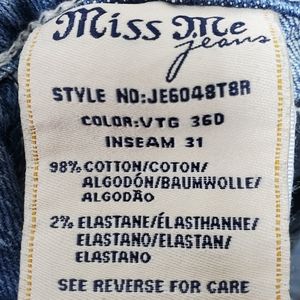 Miss Me
jeans
STYLE NO:JE6048T8R
COLOR:VTG 36D
INSEAM 31
98% COTTON/COTON/
ALGODÓN/BAUMWOLLE/
ALGODÃO
2% ELASTANE/ÉLASTHANNE/
ELASTANO/ELASTAN/
ELASTANO
SEE REVERSE FOR CARE